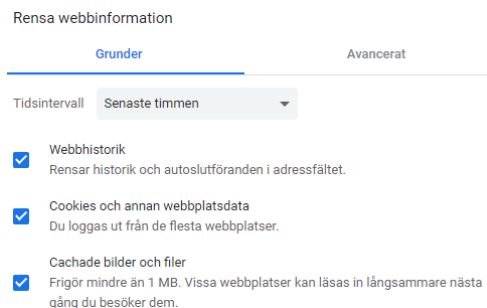 Rensa webbinformation
Grunder Avancerat
Tidsintervall Senaste timmen
Webbhistorik
Rensar historik och autoslutföranden i adressfältet.
Cookies och annan webbplatsdata
Du loggas ut från de flesta webbplatser.
Cachade bilder och filer
Frigör mindre än 1 MB. Vissa webbplatser kan läsas in långsammare nästa
gång du besöker dem.